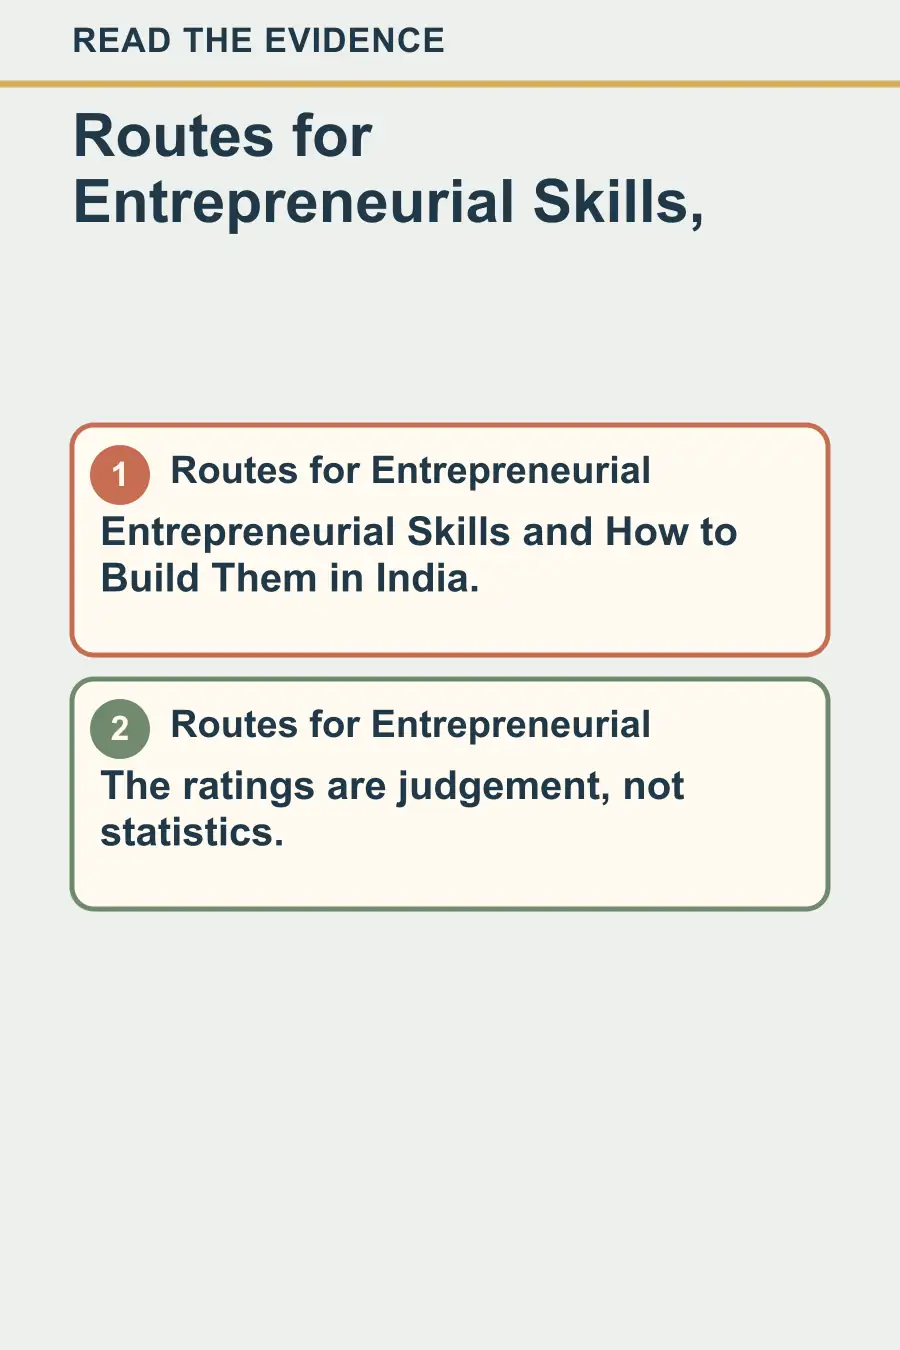 READ THE EVIDENCE
Routes for
Entrepreneurial Skills,
1
Routes for Entrepreneurial
Entrepreneurial Skills and How to
Build Them in India.
2
Routes for Entrepreneurial
The ratings are judgement, not
statistics.